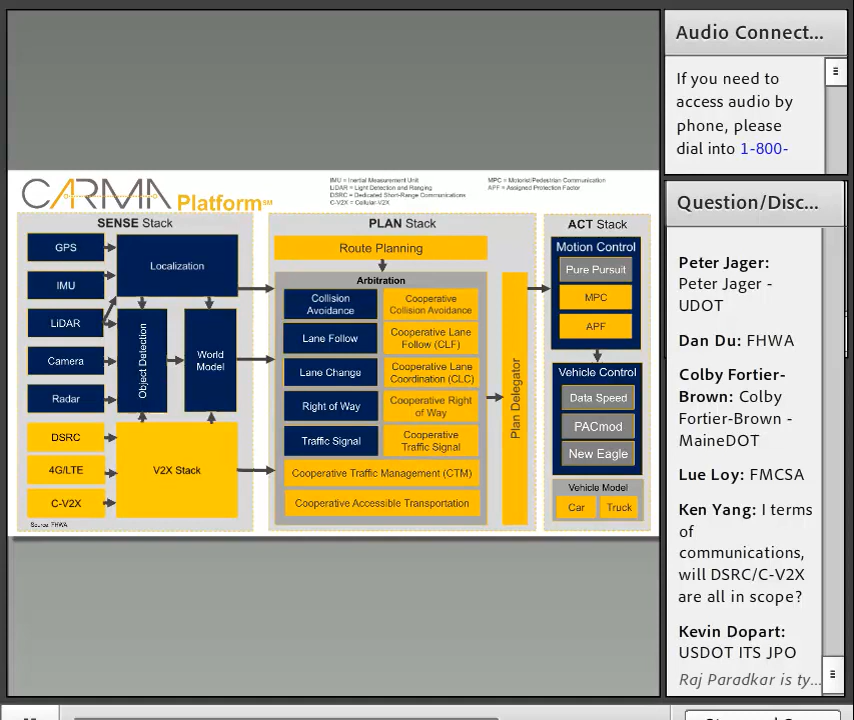 CARMA Platform SM
IMU = Inertial Measurement Unit
LiDAR = Light Detection and Ranging
DSRC = Dedicated Short-Range Communications
C-V2X = Cellular-V2X
MPC = Motorist/Pedestrian Communication
APF = Assigned Protection Factor
SENSE Stack
GPS
IMU
LiDAR
Camera
Radar
DSRC
4G/LTE
C-V2X
Localization
Object Detection
World
Model
V2X Stack
Source: FHWA
PLAN Stack
Route Planning
Arbitration
Collision
Avoidance
Cooperative
Collision Avoidance
Lane Follow
Cooperative Lane
Follow (CLF)
Lane Change
Cooperative Lane
Coordination (CLC)
Right of Way
Cooperative Right
of Way
Traffic Signal
Cooperative
Traffic Signal
Cooperative Traffic Management (CTM)
Cooperative Accessible Transportation
Plan Delegator
ACT Stack
Motion Control
Pure Pursuit
MPC
APF
Vehicle Control
Data Speed
PACmod
New Eagle
Vehicle Model
Car
Truck
Audio Connect...
If you need to
access audio by
phone, please
dial into 1-800-
Question/Disc...
Peter Jager:
Peter Jager -
UDOT
Dan Du: FHWA
Colby Fortier-
Brown: Colby
Fortier-Brown -
MaineDOT
Lue Loy: FMCSA
Ken Yang: I terms
of
communications,
will DSRC/C-V2X
are all in scope?
Kevin Dopart:
USDOT ITS JPO
Raj Paradkar is ty...